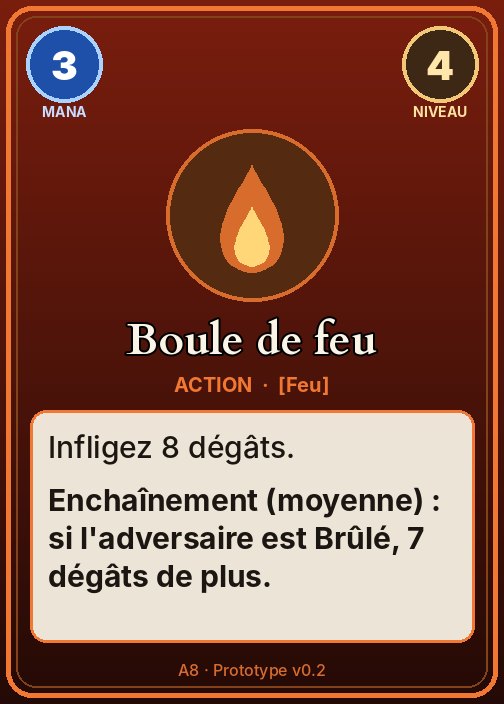 3
4
MANA
NIVEAU
Boule de feu
ACTION · [Feu]
Infligez 8 dégâts.
Enchaînement (moyenne) :
si l'adversaire est Brûlé, 7
dégâts de plus.
A8 · Prototype v0.2